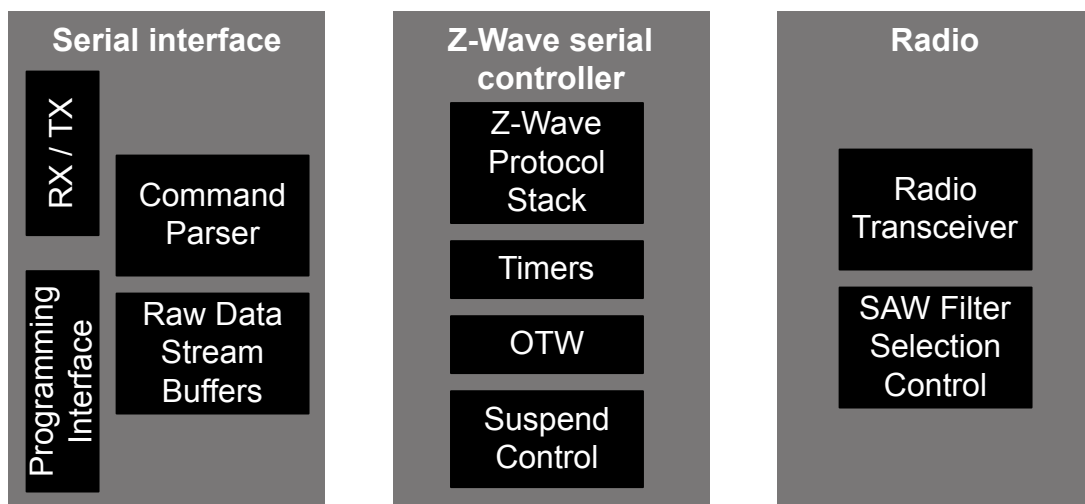 Serial interface
RX / TX
Command
Parser
Programming
Interface
Raw Data
Stream
Buffers
Z-Wave serial
controller
Z-Wave
Protocol
Stack
Timers
OTW
Suspend
Control
Radio
Radio
Transceiver
SAW Filter
Selection
Control